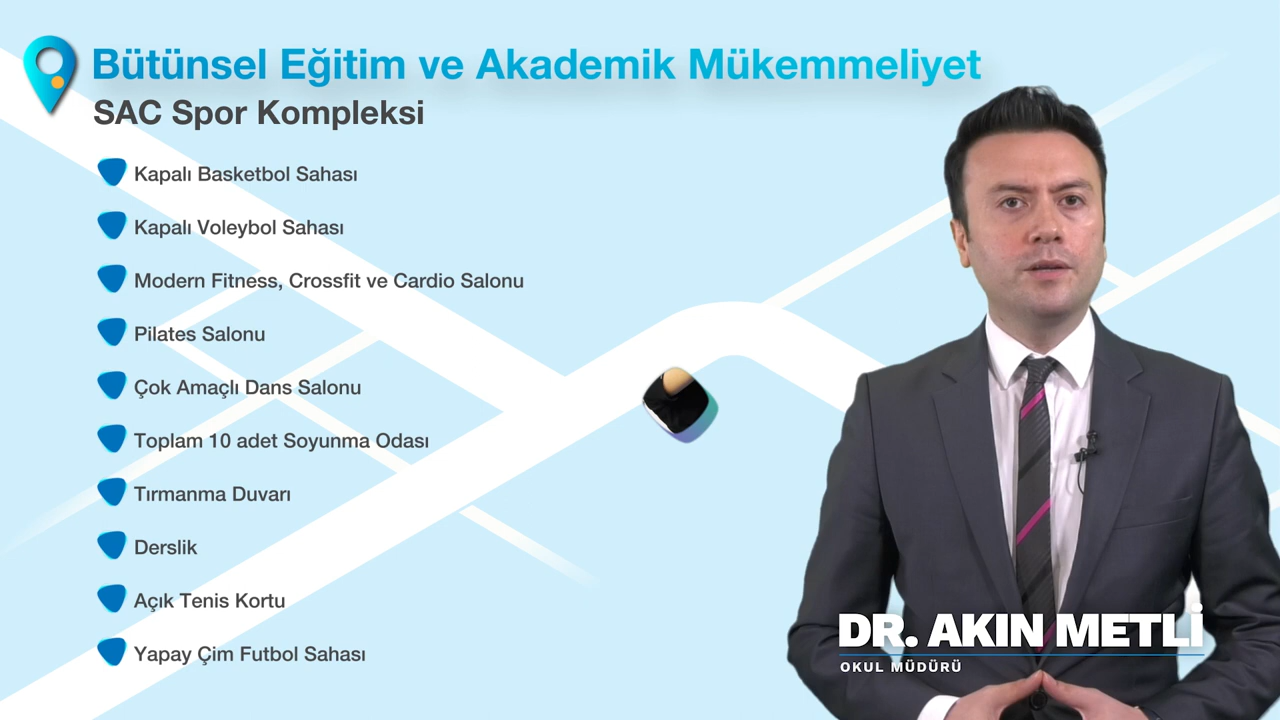 Bütünsel Eğitim ve Akademik Mükemmeliyet
SAC Spor Kompleksi
Kapalı Basketbol Sahası
Kapalı Voleybol Sahası
Modern Fitness, Crossfit ve Cardio Salonu
Pilates Salonu
Çok Amaçlı Dans Salonu
Toplam 10 adet Soyunma Odası
Tırmanma Duvarı
Derslik
Açık Tenis Kortu
Yapay Çim Futbol Sahası
DR. AKIN METLİ
OKUL MÜDÜRÜ